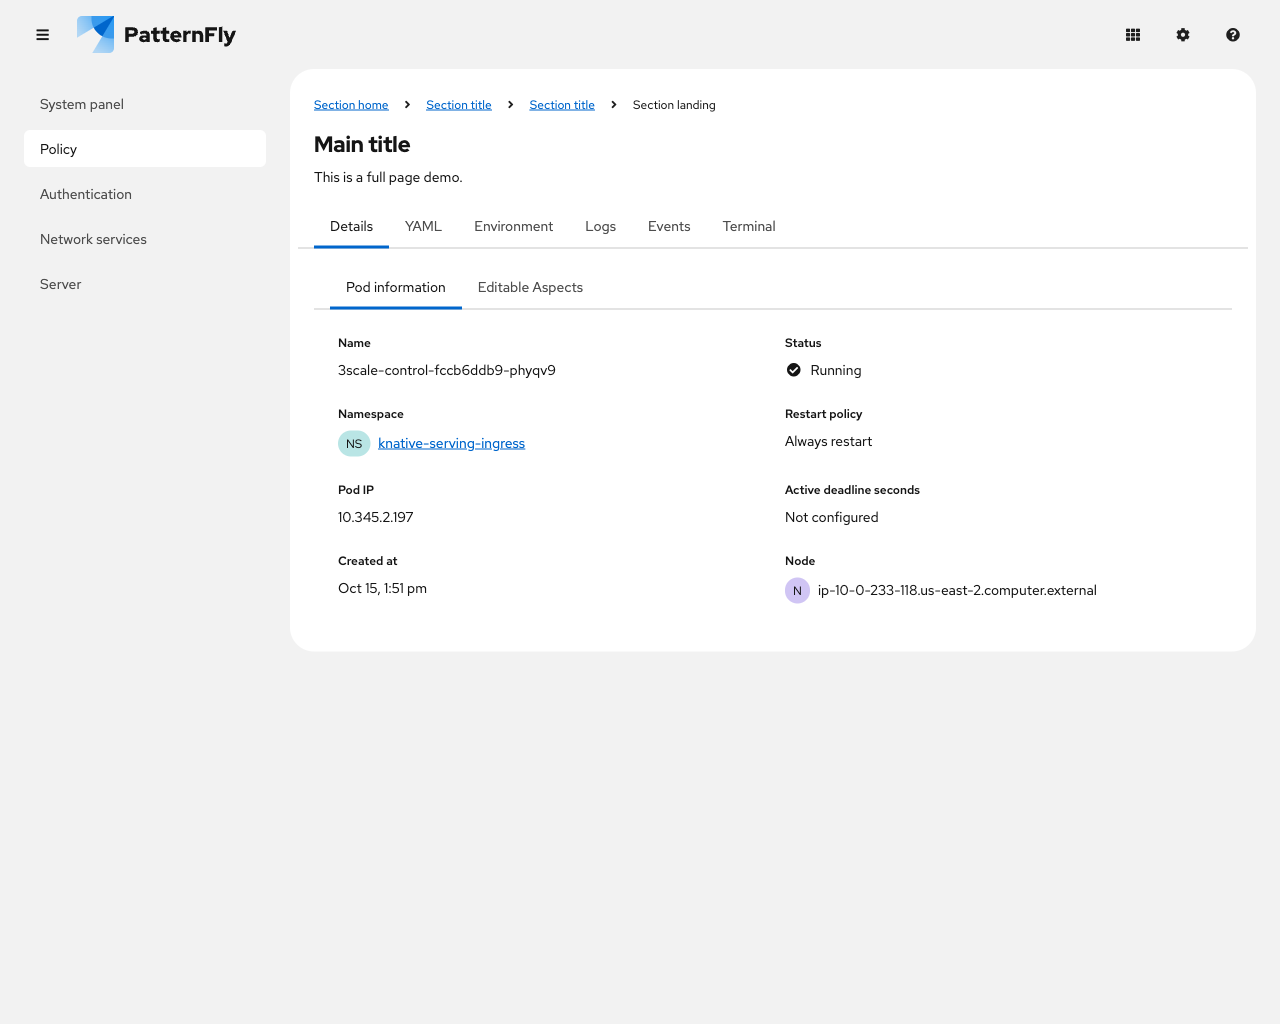 PatternFly
System panel
Policy
Authentication
Network services
Server
Section home
Section title
Section title
Section landing
Main title
This is a full page demo.
Details
YAML
Environment
Logs
Events
Terminal
Pod information
Editable Aspects
Name
3scale-control-fccb6ddb9-phyqv9
Status
Running
Namespace
NS knative-serving-ingress
Restart policy
Always restart
Pod IP
10.345.2.197
Active deadline seconds
Not configured
Created at
Oct 15, 1:51 pm
Node
N ip-10-0-233-118.us-east-2.computer.external